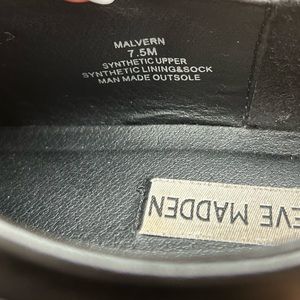 MALVERN
7.5M
SYNTHETIC UPPER
SYNTHETIC LINING&SOCK
MAN MADE OUTSOLE
EVE MADDEN